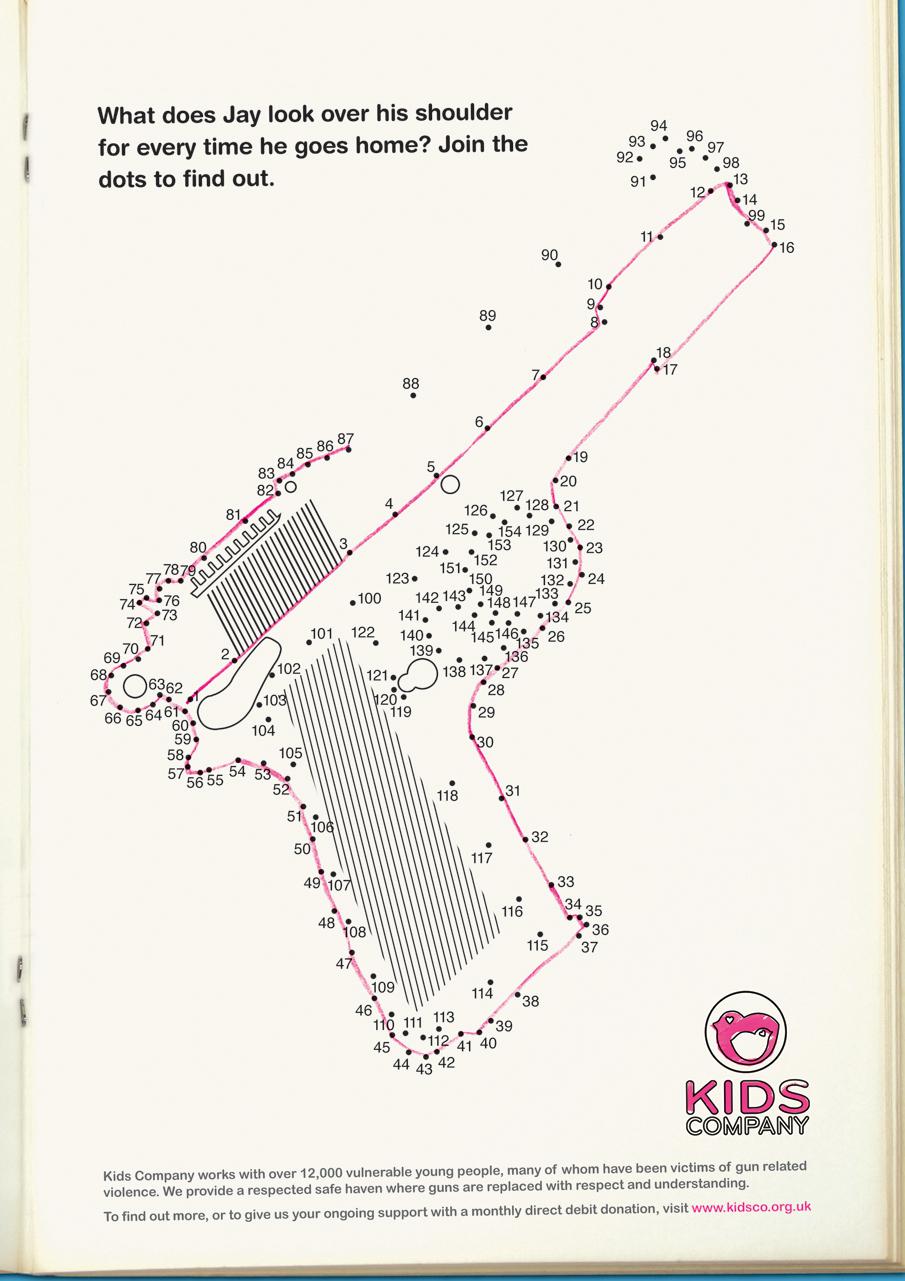 What does Jay look over his shoulder
for every time he goes home? Join the
dots to find out.
94
93 96
92 95 97
98
91 12 13
14
99
15
11 16
90
10
9
89 8
18
7 17
88
6
87
86
85
84
83 5 19
82 20
127
81 126 128 21
4 125 154 129 22
80 3 124 153 130 23
79
78 152 131
77 123 151 150 132 24
75 149
76 100 142 143 148 147 133 25
74 73 141 144 134
72 101 122 140 145 146 26
71 135
70 139 136
69 2 102 138 137 27
68 121
63 62 28
67 1 103 120
66 65 64 61 119 29
60 104
59 30
58 105
57 56 55 54 53
52 118 31
51
106
50 32
117
49 107 33
48 116 34 35
108 36
47 115 37
109 114
46 38
110 111 113 39
45 112 41 40
44 43 42
KIDS
COMPANY
Kids Company works with over 12,000 vulnerable young people, many of whom have been victims of gun related
violence. We provide a respected safe haven where guns are replaced with respect and understanding.
To find out more, or to give us your ongoing support with a monthly direct debit donation, visit www.kidsco.org.uk